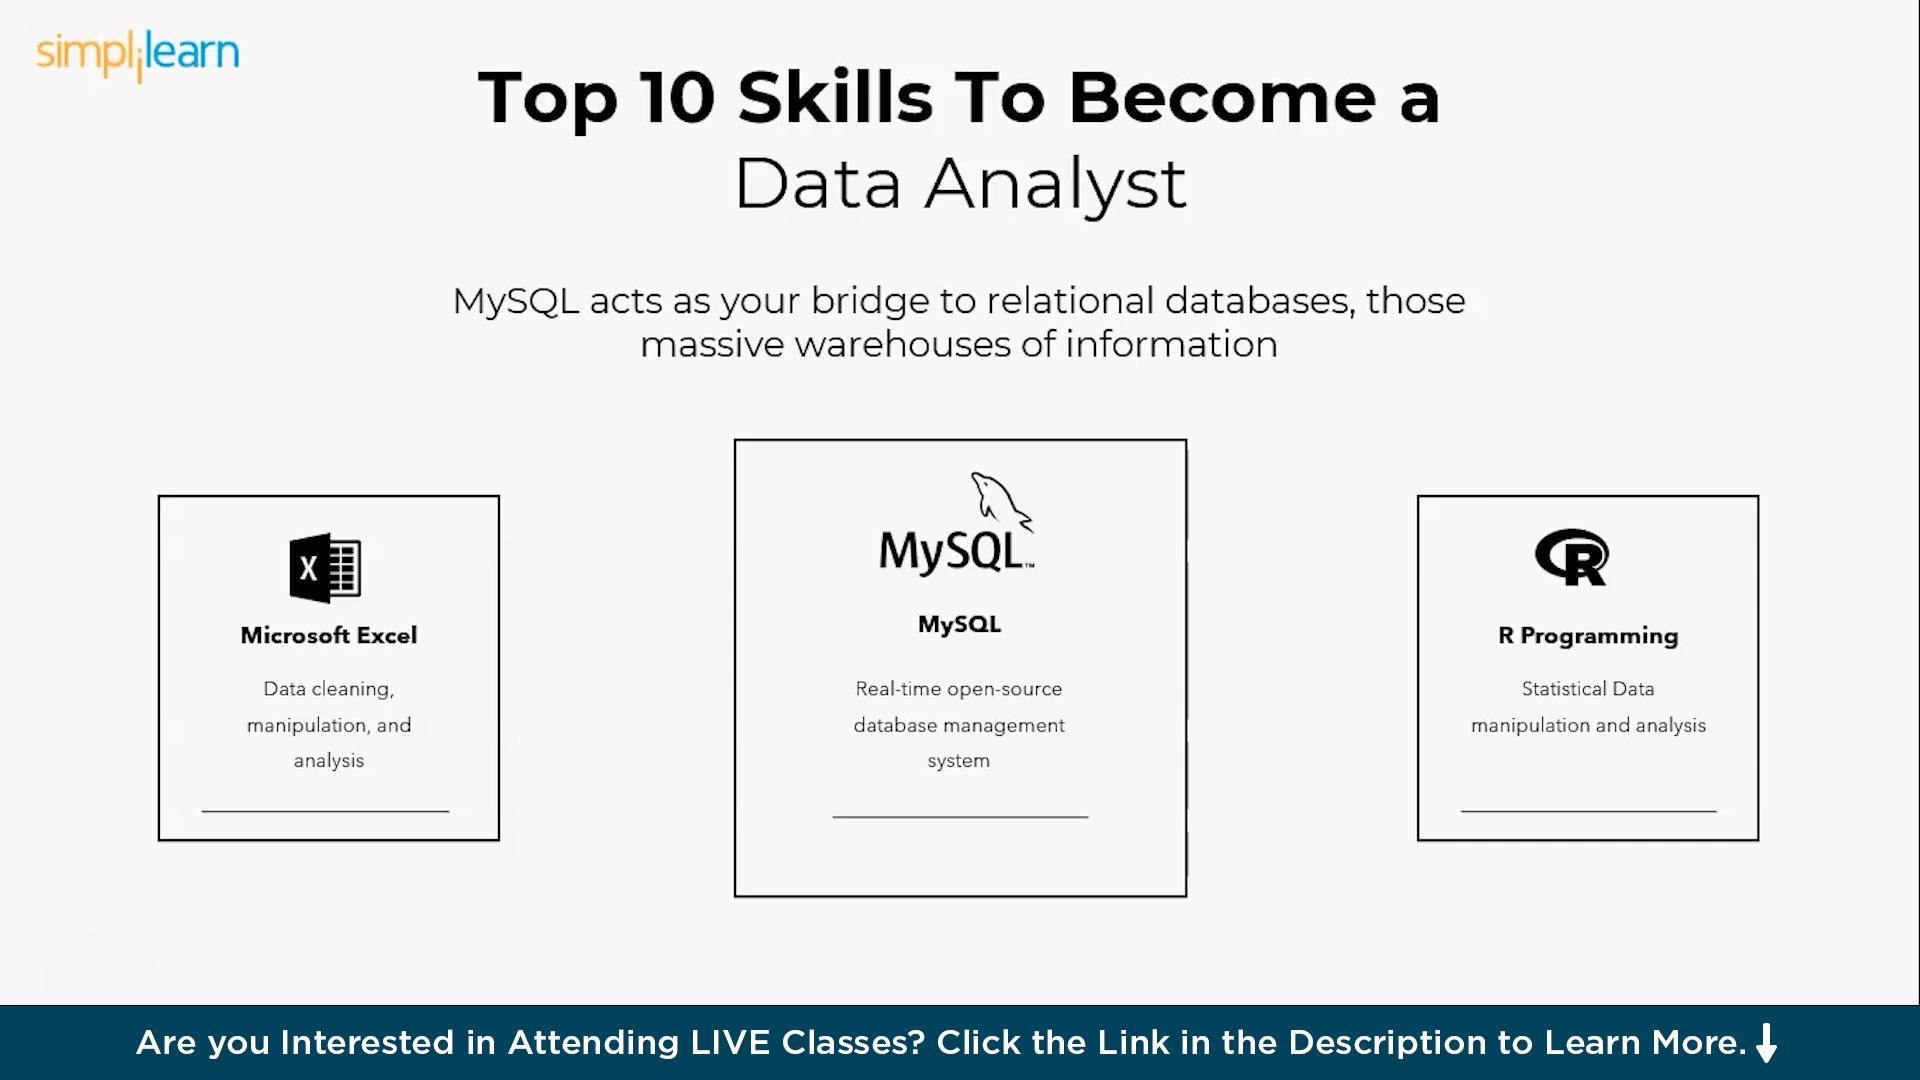 simplilearn
Top 10 Skills To Become a
Data Analyst
MySQL acts as your bridge to relational databases, those
massive warehouses of information
X
Microsoft Excel
Data cleaning,
manipulation, and
analysis
MySQL™
MySQL
Real-time open-source
database management
system
R
R Programming
Statistical Data
manipulation and analysis
Are you Interested in Attending LIVE Classes? Click the Link in the Description to Learn More.